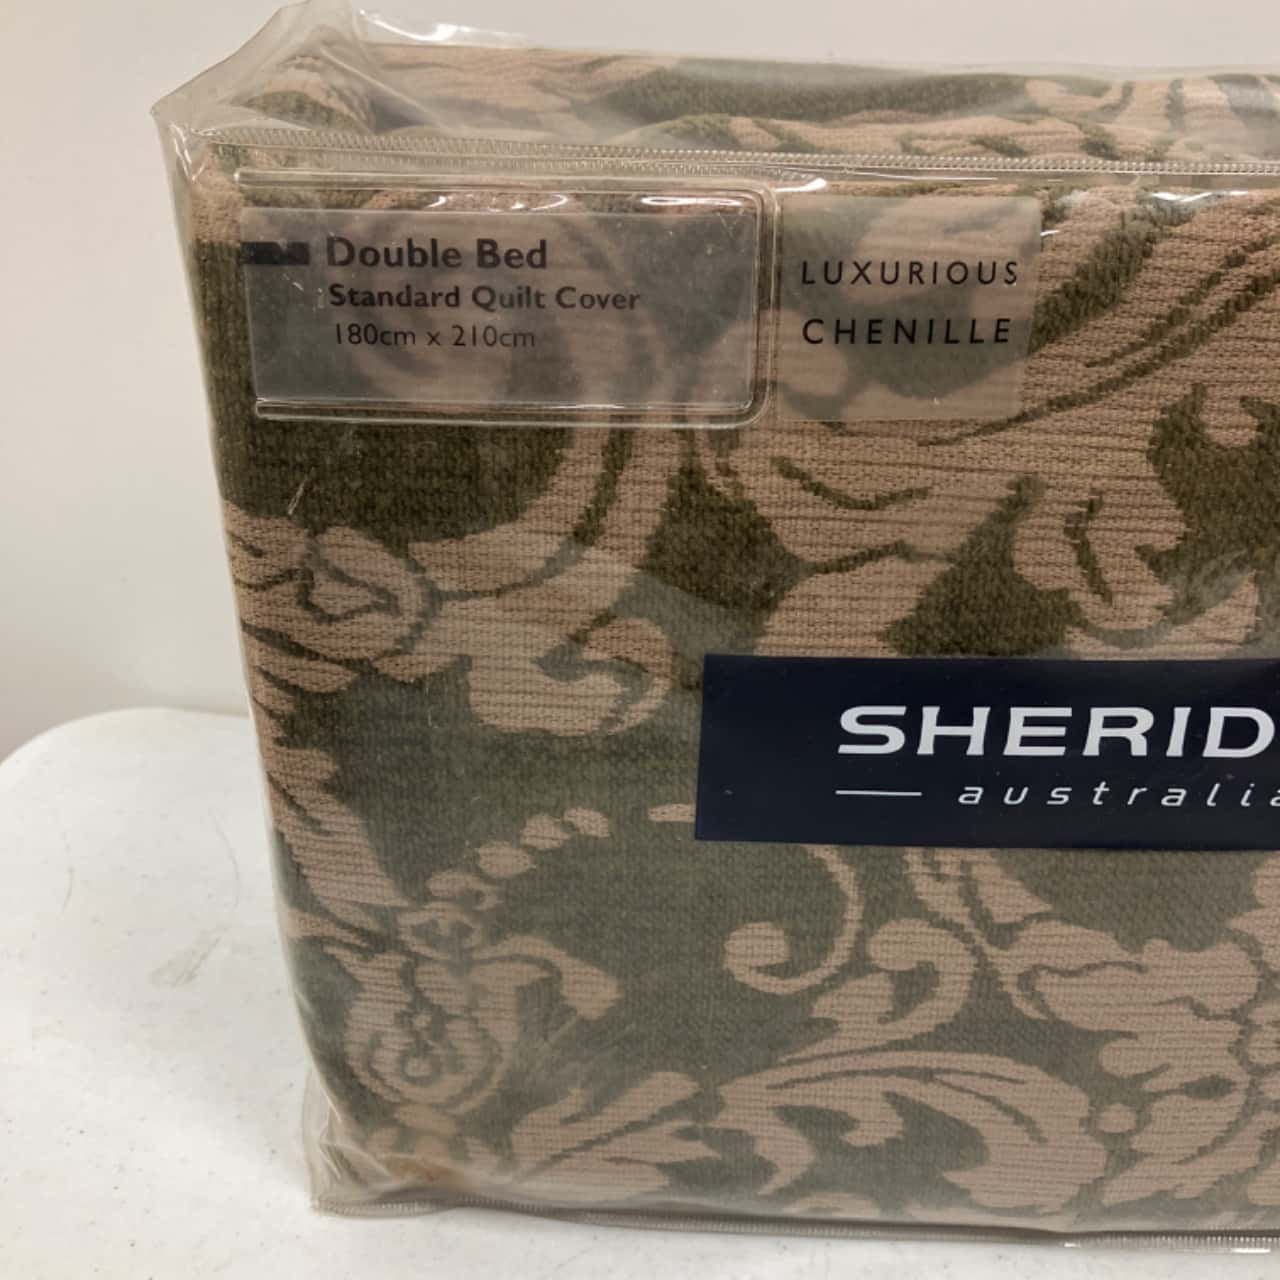 Double Bed
Standard Quilt Cover
180cm x 210cm
LUXURIOUS
CHENILLE
SHERID
australia